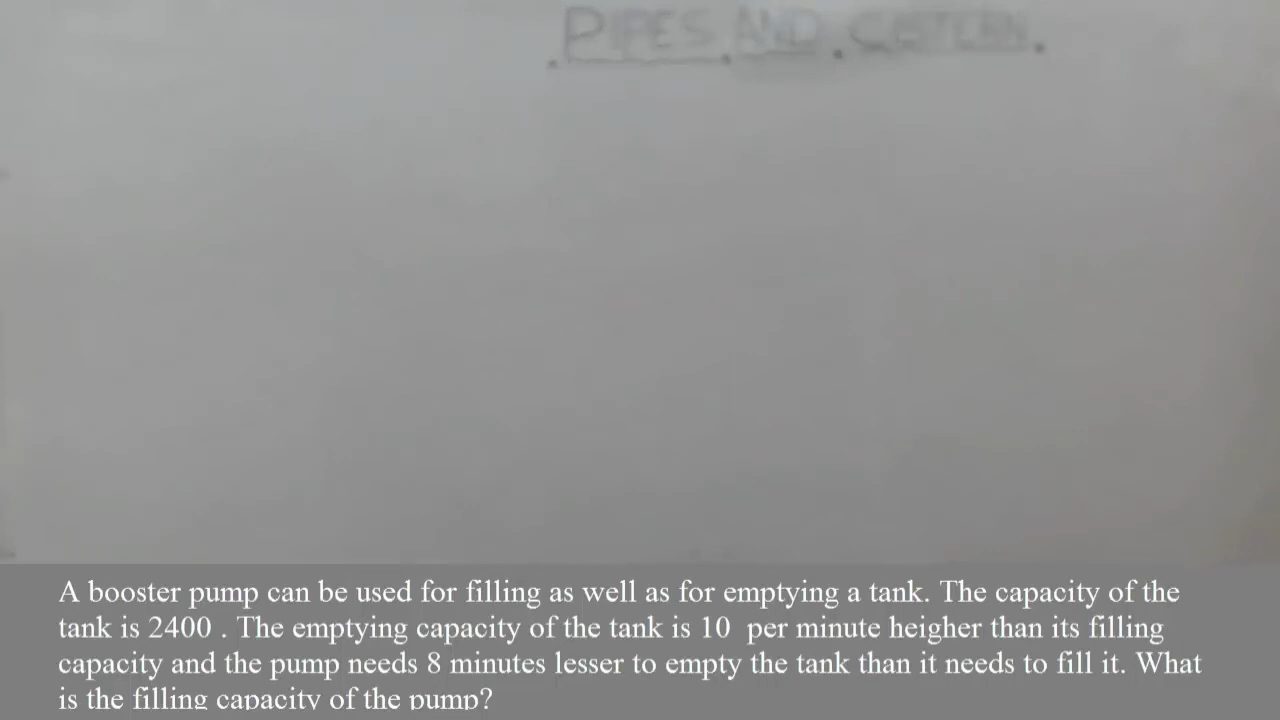 PIPES AND CISTERN.
A booster pump can be used for filling as well as for emptying a tank. The capacity of the
tank is 2400 . The emptying capacity of the tank is 10 per minute heigher than its filling
capacity and the pump needs 8 minutes lesser to empty the tank than it needs to fill it. What
is the filling capacity of the pump?